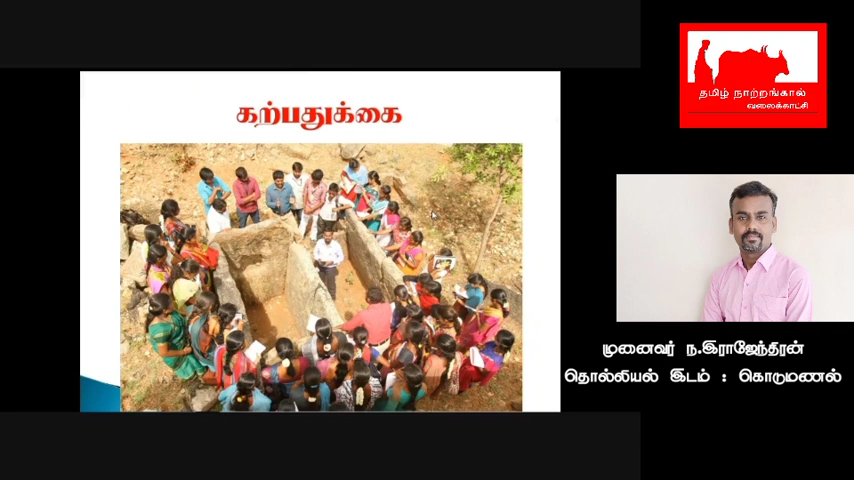 கற்பதுக்கை
தமிழ் நாற்றங்கால்
வலைக்காட்சி
முனைவர் ந.இராஜேந்திரன்
தொல்லியல் இடம் : கொடுமணல்